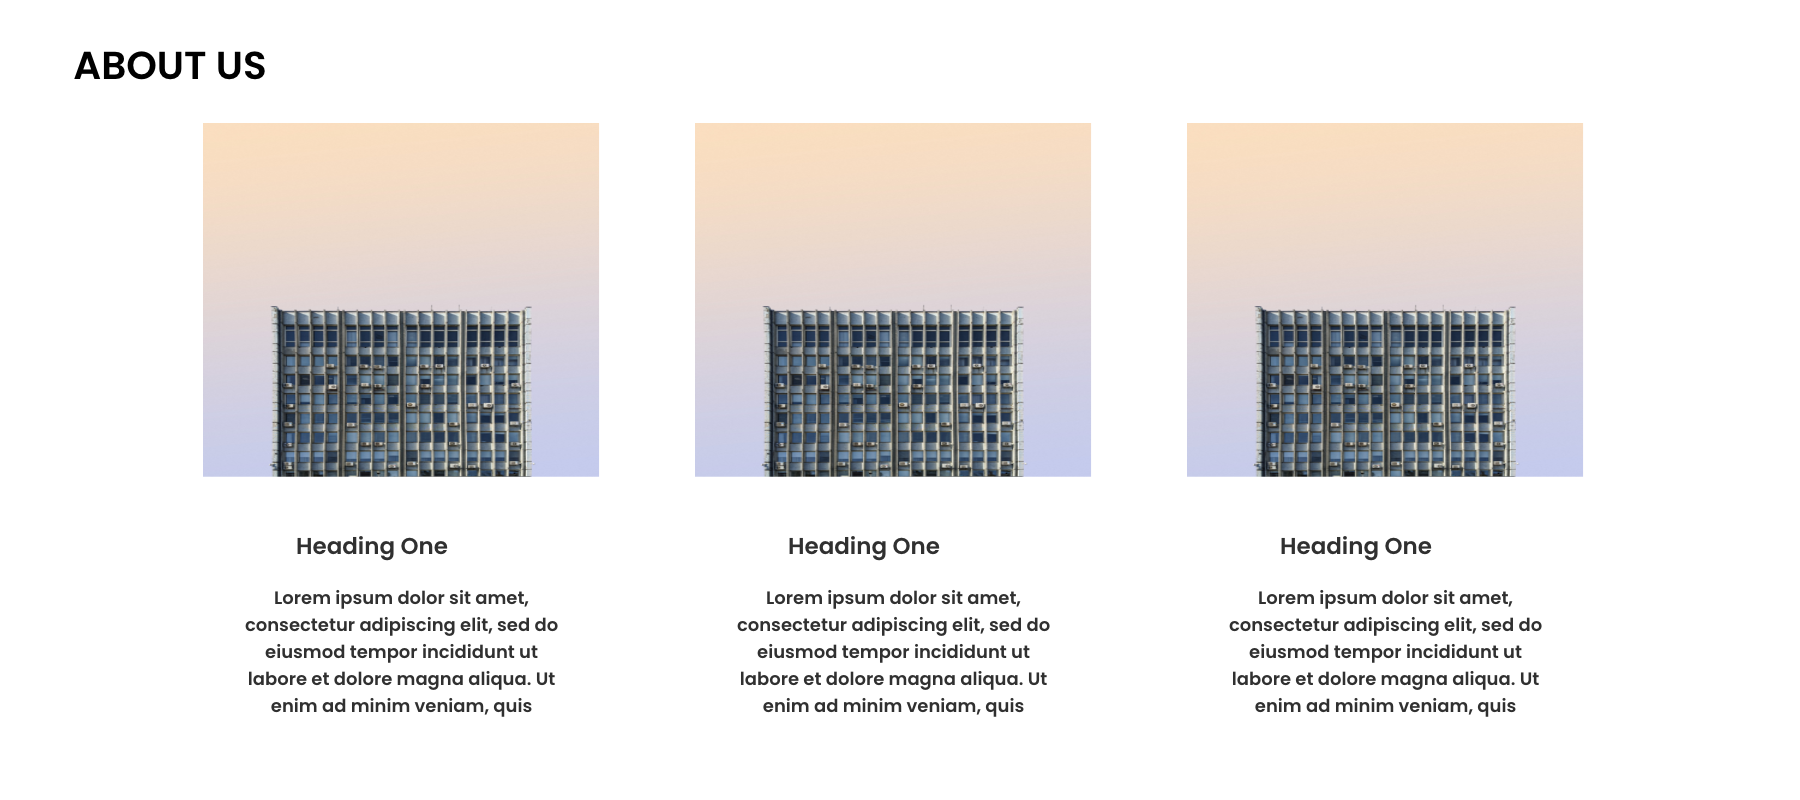 ABOUT US
Heading One
Lorem ipsum dolor sit amet,
consectetur adipiscing elit, sed do
eiusmod tempor incididunt ut
labore et dolore magna aliqua. Ut
enim ad minim veniam, quis
Heading One
Lorem ipsum dolor sit amet,
consectetur adipiscing elit, sed do
eiusmod tempor incididunt ut
labore et dolore magna aliqua. Ut
enim ad minim veniam, quis
Heading One
Lorem ipsum dolor sit amet,
consectetur adipiscing elit, sed do
eiusmod tempor incididunt ut
labore et dolore magna aliqua. Ut
enim ad minim veniam, quis